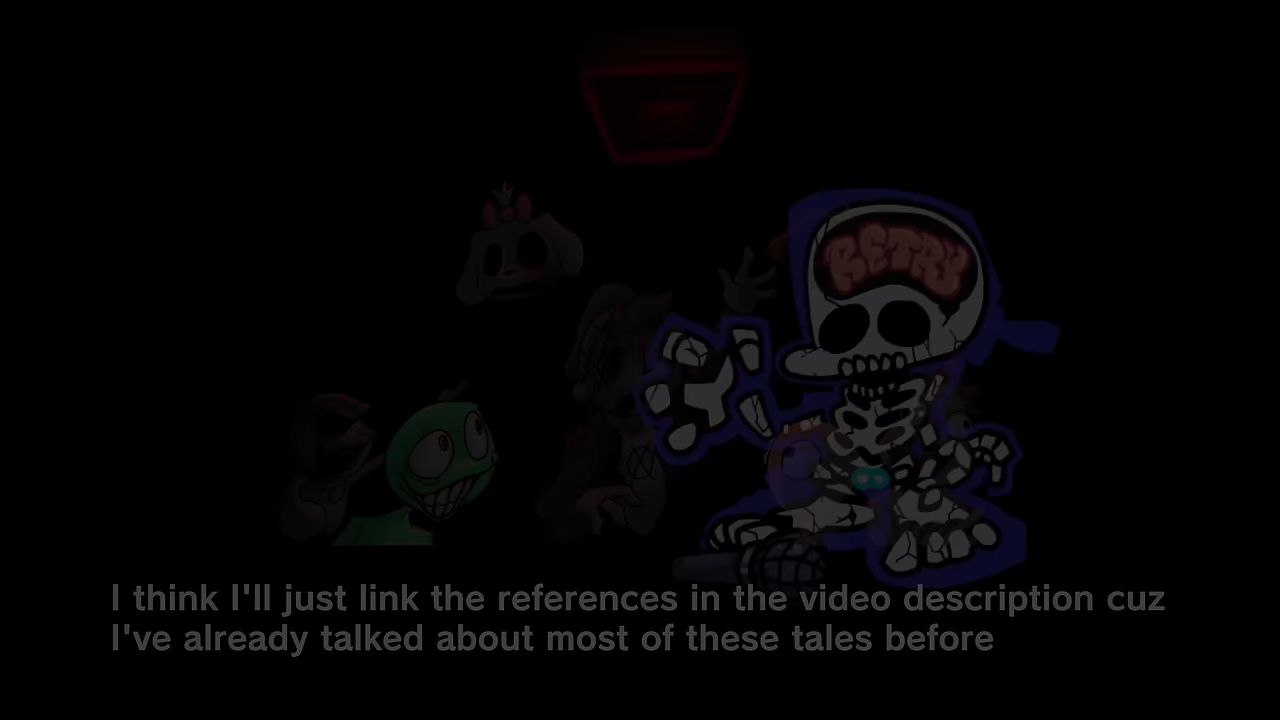 RETRY
I think I'll just link the references in the video description cuz
I've already talked about most of these tales before